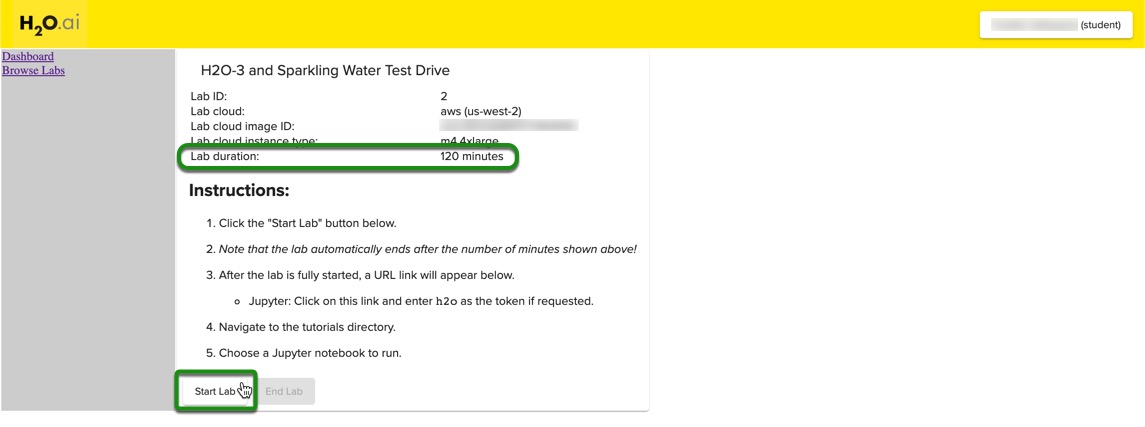 H2O.ai
(student)
Dashboard
Browse Labs
H2O-3 and Sparkling Water Test Drive
Lab ID: 2
Lab cloud: aws (us-west-2)
Lab cloud image ID:
Lab cloud instance type: m4.4xlarge
Lab duration: 120 minutes
Instructions:
1. Click the "Start Lab" button below.
2. Note that the lab automatically ends after the number of minutes shown above!
3. After the lab is fully started, a URL link will appear below.
◦ Jupyter: Click on this link and enter h2o as the token if requested.
4. Navigate to the tutorials directory.
5. Choose a Jupyter notebook to run.
Start Lab End Lab